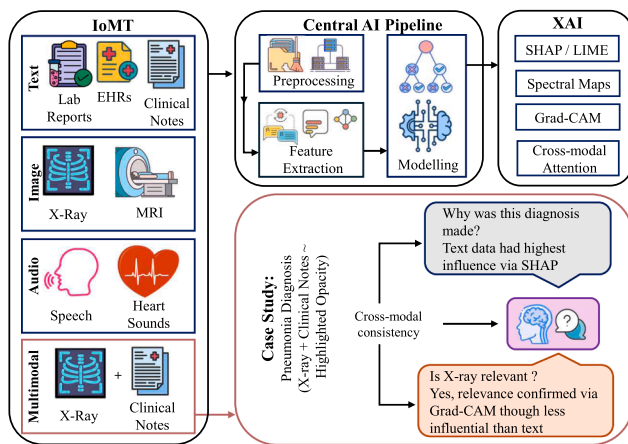 IoMT
Text
Lab
Reports
EHRs
Clinical
Notes
Image
X-Ray
MRI
Audio
Speech
Heart
Sounds
Multimodal
X-Ray
+
Clinical
Notes
Central AI Pipeline
Preprocessing
Feature
Extraction
Modelling
XAI
SHAP / LIME
Spectral Maps
Grad-CAM
Cross-modal
Attention
Case Study:
Pneumonia Diagnosis
(X-ray + Clinical Notes ~
Highlighted Opacity)
Cross-modal
consistency
Why was this diagnosis
made?
Text data had highest
influence via SHAP
?
Is X-ray relevant ?
Yes, relevance confirmed via
Grad-CAM though less
influential than text